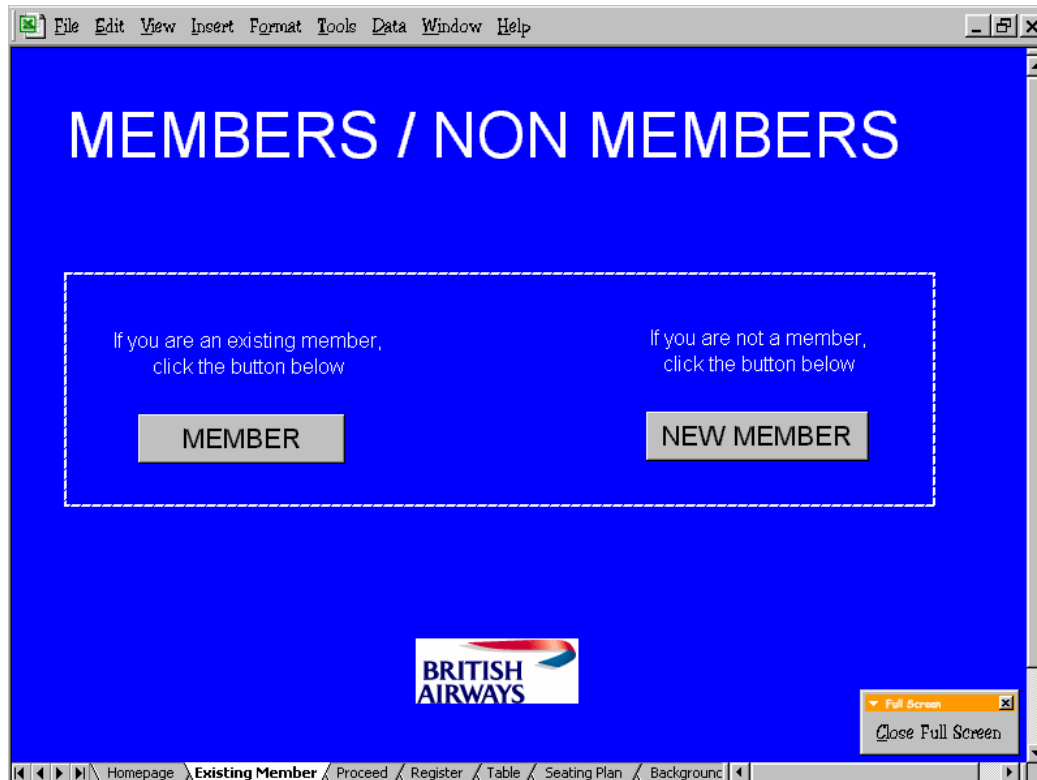 File Edit View Insert Format Tools Data Window Help
MEMBERS / NON MEMBERS
If you are an existing member,
click the button below
MEMBER
If you are not a member,
click the button below
NEW MEMBER
BRITISH
AIRWAYS
Full Screen
Close Full Screen
Homepage Existing Member Proceed Register Table Seating Plan Backgrounc